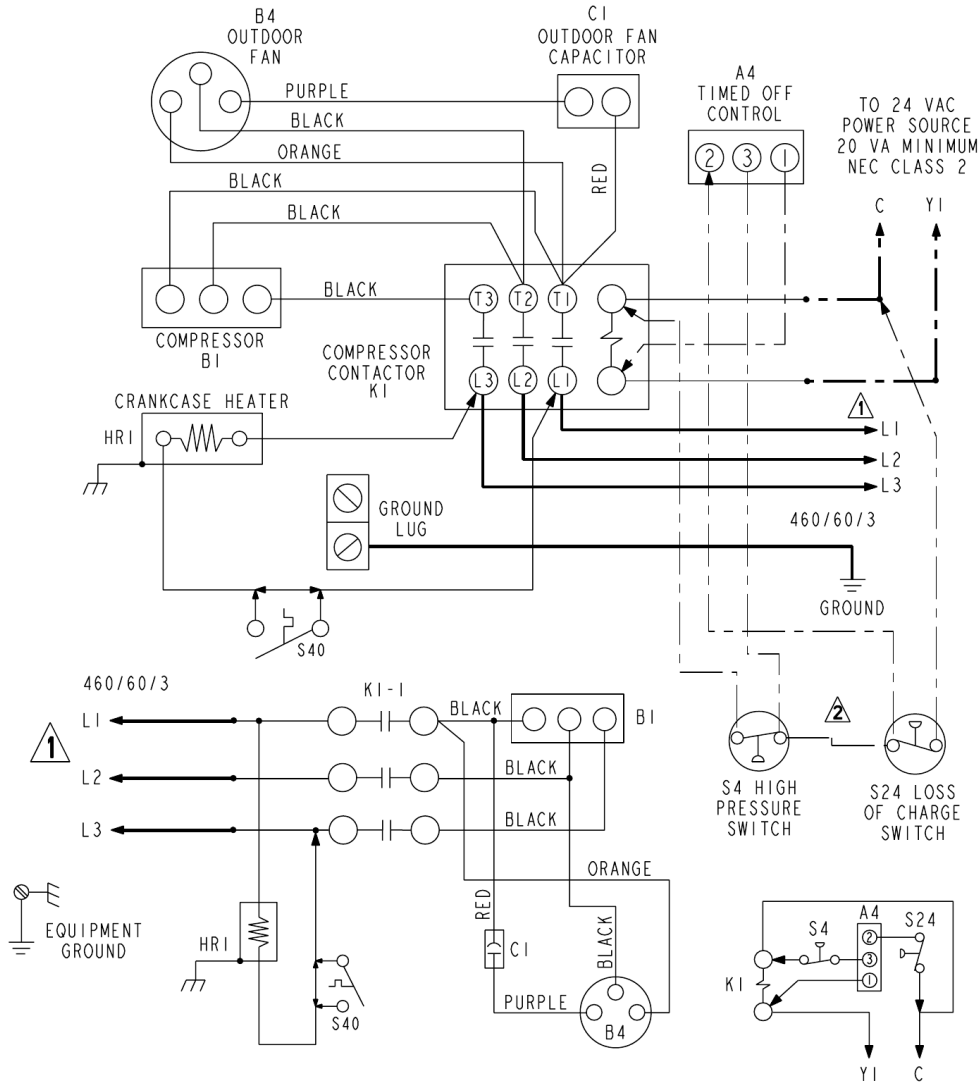 B4
OUTDOOR
FAN
C1
OUTDOOR FAN
CAPACITOR
A4
TIMED OFF
CONTROL
TO 24 VAC
POWER SOURCE
20 VA MINIMUM
NEC CLASS 2
PURPLE
BLACK
ORANGE
BLACK
BLACK
RED
2 3 1
C Y1
BLACK
T3 T2 T1
COMPRESSOR
B1
COMPRESSOR
CONTACTOR
K1
L3 L2 L1
CRANKCASE HEATER
HR1
1
L1
L2
L3
GROUND
LUG
460/60/3
GROUND
S40
460/60/3
K1-1
BLACK
B1
L1
1
2
L2
BLACK
L3
BLACK
S4 HIGH
PRESSURE
SWITCH
S24 LOSS
OF CHARGE
SWITCH
ORANGE
RED
BLACK
EQUIPMENT
GROUND
HR1
C1
S40
PURPLE
B4
S4
A4
S24
2
3
1
K1
Y1 C